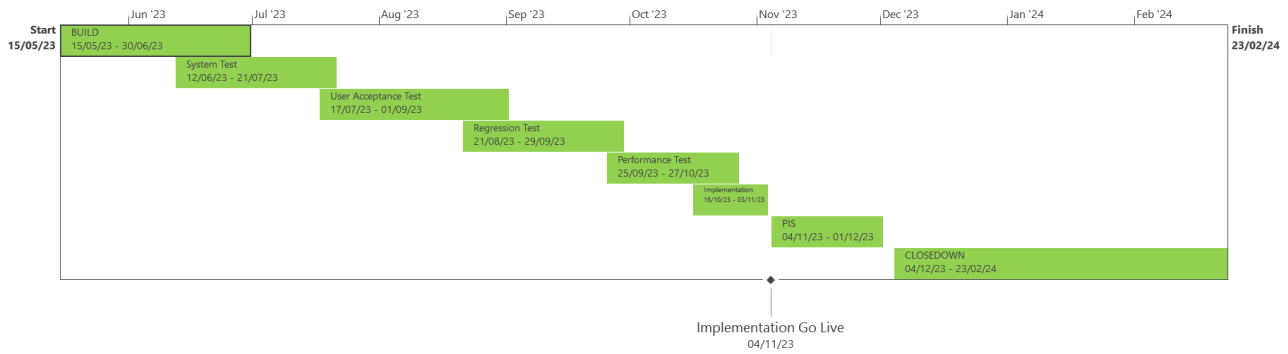 Jun '23
Jul '23
Aug '23
Sep '23
Oct '23
Nov '23
Dec '23
Jan '24
Feb '24
Start
15/05/23
Finish
23/02/24
BUILD
15/05/23 - 30/06/23
System Test
12/06/23 - 21/07/23
User Acceptance Test
17/07/23 - 01/09/23
Regression Test
21/08/23 - 29/09/23
Performance Test
25/09/23 - 27/10/23
Implementation
16/10/23 - 03/11/23
PIS
04/11/23 - 01/12/23
CLOSEDOWN
04/12/23 - 23/02/24
Implementation Go Live
04/11/23